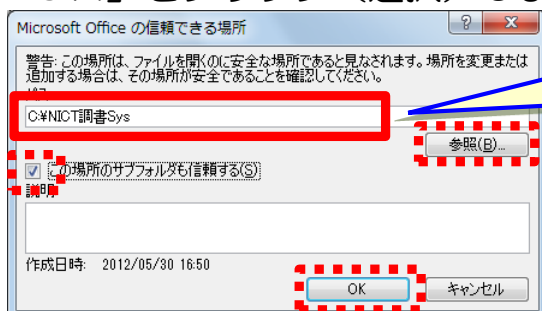 Microsoft Office の信頼できる場所
警告: この場所は、ファイルを開くのに安全な場所であると見なされます。場所を変更または
追加する場合は、その場所が安全であることを確認してください。
C:¥NICT調書Sys
参照(B)...
この場所のサブフォルダも信頼する(S)
説明:
作成日時: 2012/05/30 16:50
OK キャンセル